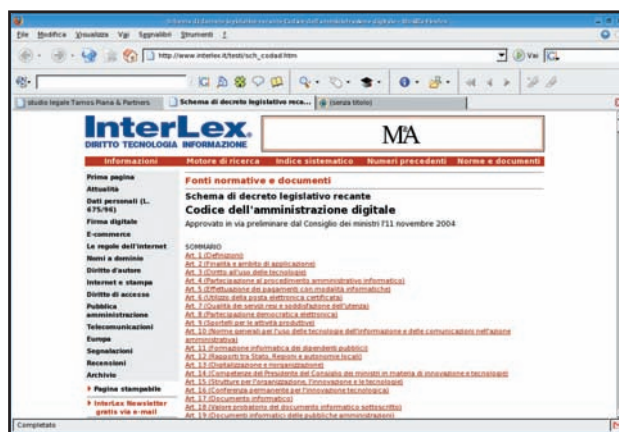 Schema di decreto legislativo recante Codice dell'amministrazione digitale - Mozilla Firefox
File Modifica Visualizza Vai Segnalibri Strumenti ?
http://www.interlex.it/testi/sch_codad.htm
Vai
studio legale Tamos Piana & Partners
Schema di decreto legislativo reca...
(senza titolo)
InterLex®
DIRITTO TECNOLOGIA INFORMAZIONE
Informazioni Motore di ricerca Indice sistematico Numeri precedenti Norme e documenti
Prima pagina
Attualità
Dati personali (L. 675/96)
Firma digitale
E-commerce
Le regole dell'internet
Nomi a dominio
Diritto d'autore
Internet e stampa
Diritto di accesso
Pubblica
amministrazione
Telecomunicazioni
Europa
Segnalazioni
Recensioni
Archivio
Pagina stampabile
InterLex Newsletter
gratis via e-mail
Fonti normative e documenti
Schema di decreto legislativo recante
Codice dell'amministrazione digitale
Approvato in via preliminare dal Consiglio dei ministri l'11 novembre 2004
SOMMARIO
Art. 1 (Definizioni)
Art. 2 (Finalità e ambito di applicazione)
Art. 3 (Diritto all'uso delle tecnologie)
Art. 4 (Partecipazione al procedimento amministrativo informatico)
Art. 5 (Effettuazione dei pagamenti con modalità informatiche)
Art. 6 (Utilizzo della posta elettronica certificata)
Art. 7 (Qualità dei servizi resi e soddisfazione dell'utenza)
Art. 8 (Partecipazione democratica elettronica)
Art. 9 (Sportelli per le attività produttive)
Art. 10 (Norme generali per l'uso delle tecnologie dell'informazione e delle comunicazioni nell'azione
amministrativa)
Art. 11 (Formazione informatica dei dipendenti pubblici)
Art. 12 (Rapporti tra Stato, Regioni e autonomie locali)
Art. 13 (Digitalizzazione e riorganizzazione)
Art. 14 (Competenze del Presidente del Consiglio dei ministri in materia di innovazione e tecnologie)
Art. 15 (Strutture per l'organizzazione, l'innovazione e le tecnologie)
Art. 16 (Conferenza permanente per l'innovazione tecnologica)
Art. 17 (Documento informatico)
Art. 18 (Valore probatorio del documento informatico sottoscritto)
Art. 19 (Documenti informatici delle pubbliche amministrazioni)
Completato